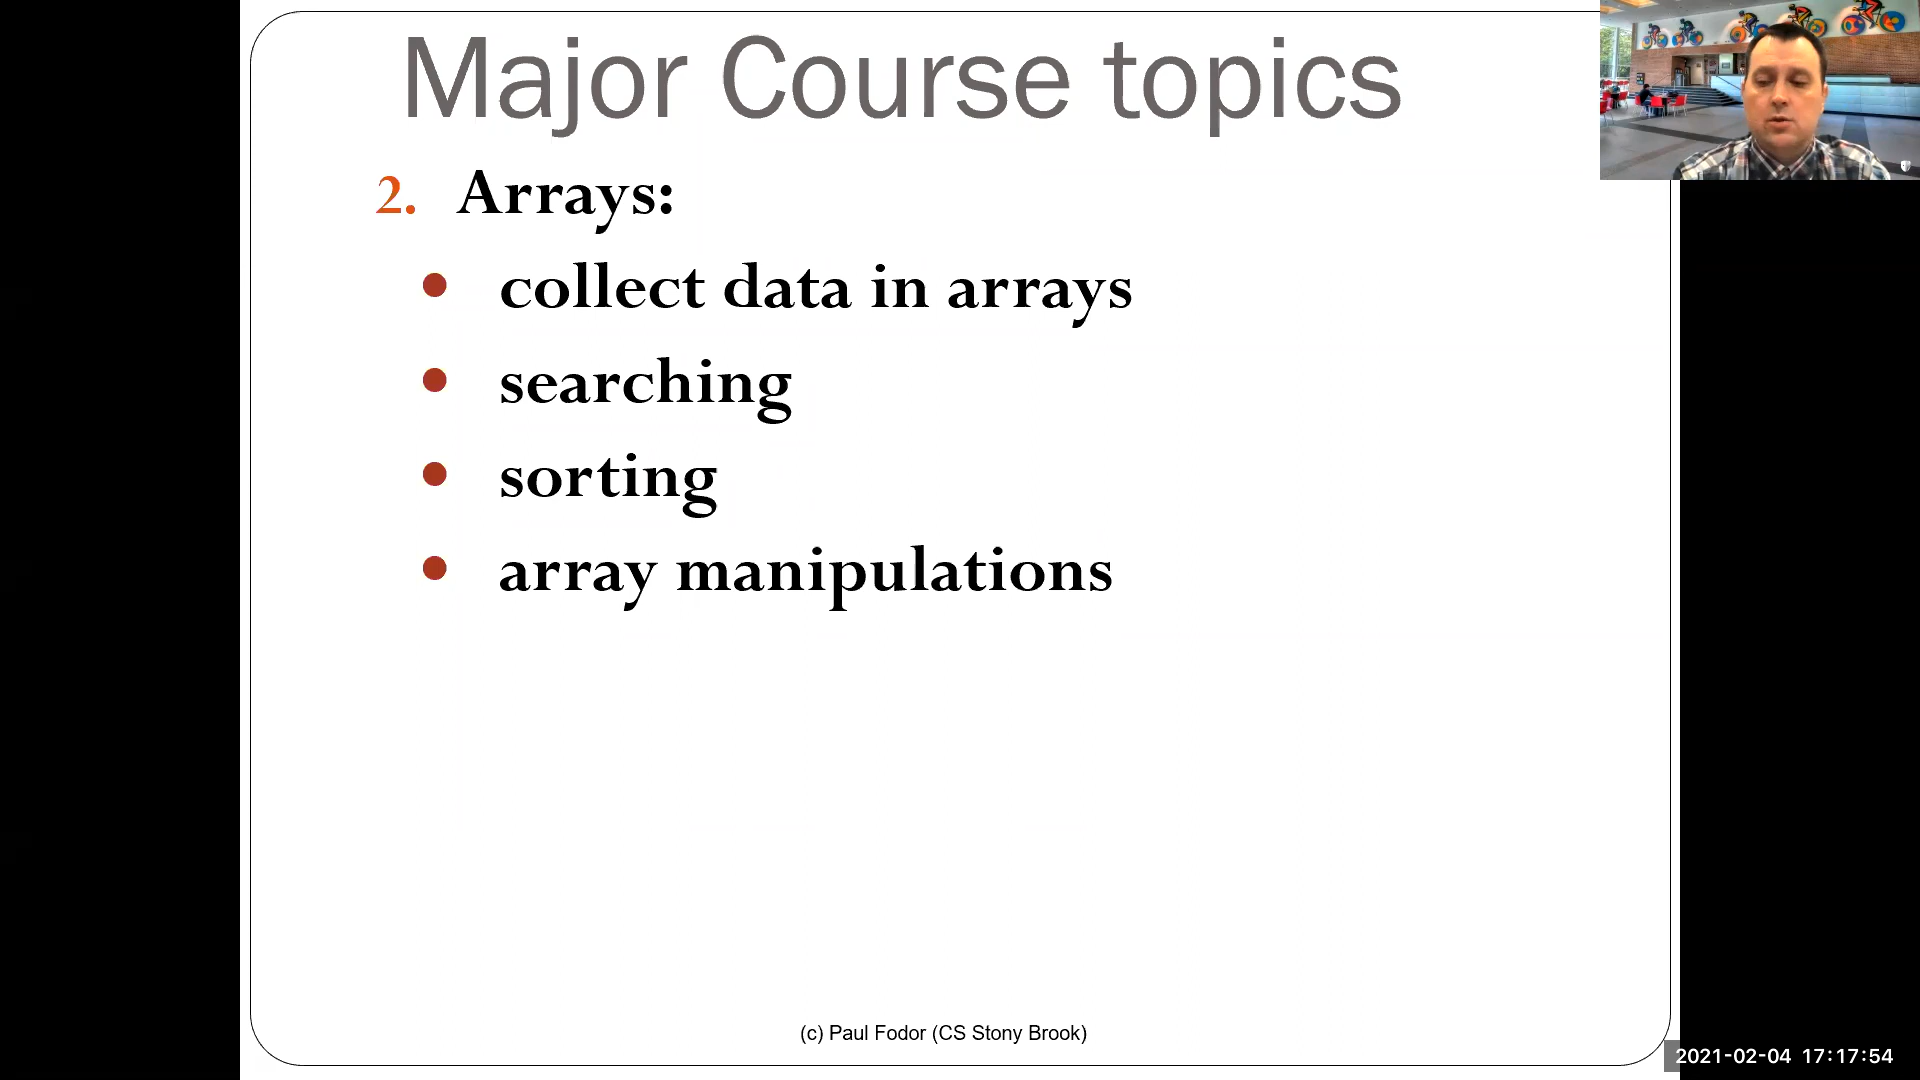 Major Course topics
2. Arrays:
• collect data in arrays
• searching
• sorting
• array manipulations
(c) Paul Fodor (CS Stony Brook)
2021-02-04 17:17:54